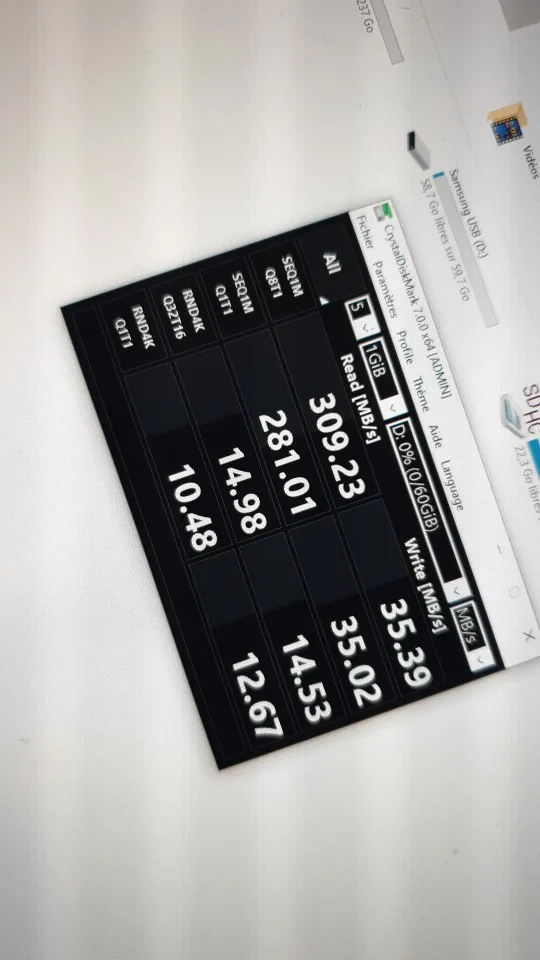 237 Go
Vidéos
Samsung USB (D:)
58,7 Go libres sur 59,7 Go
SDHC
22,3 Go libres
CrystalDiskMark 7.0.0 x64 [ADMIN]
Fichier Paramètres Profile Thème Aide Language
All 5 1GiB D: 0% (0/60GiB) MB/s
Read [MB/s] Write [MB/s]
SEQ1M
Q8T1 309.23 35.39
SEQ1M
Q1T1 281.01 35.02
RND4K
Q32T16 14.98 14.53
RND4K
Q1T1 10.48 12.67